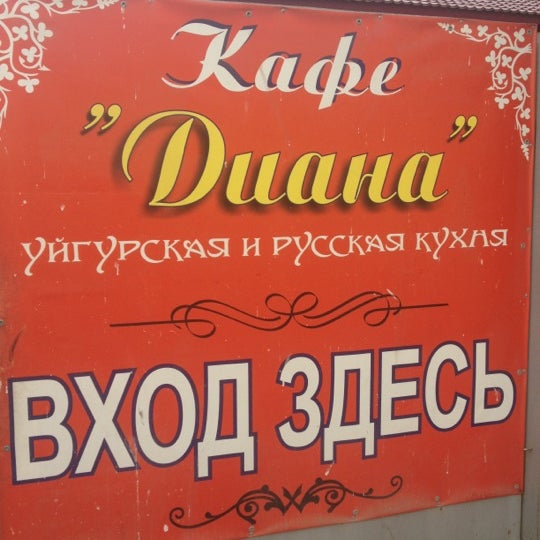 Кафе
"Диана"
УЙГУРСКАЯ И РУССКАЯ КУХНЯ
ВХОД ЗДЕСЬ